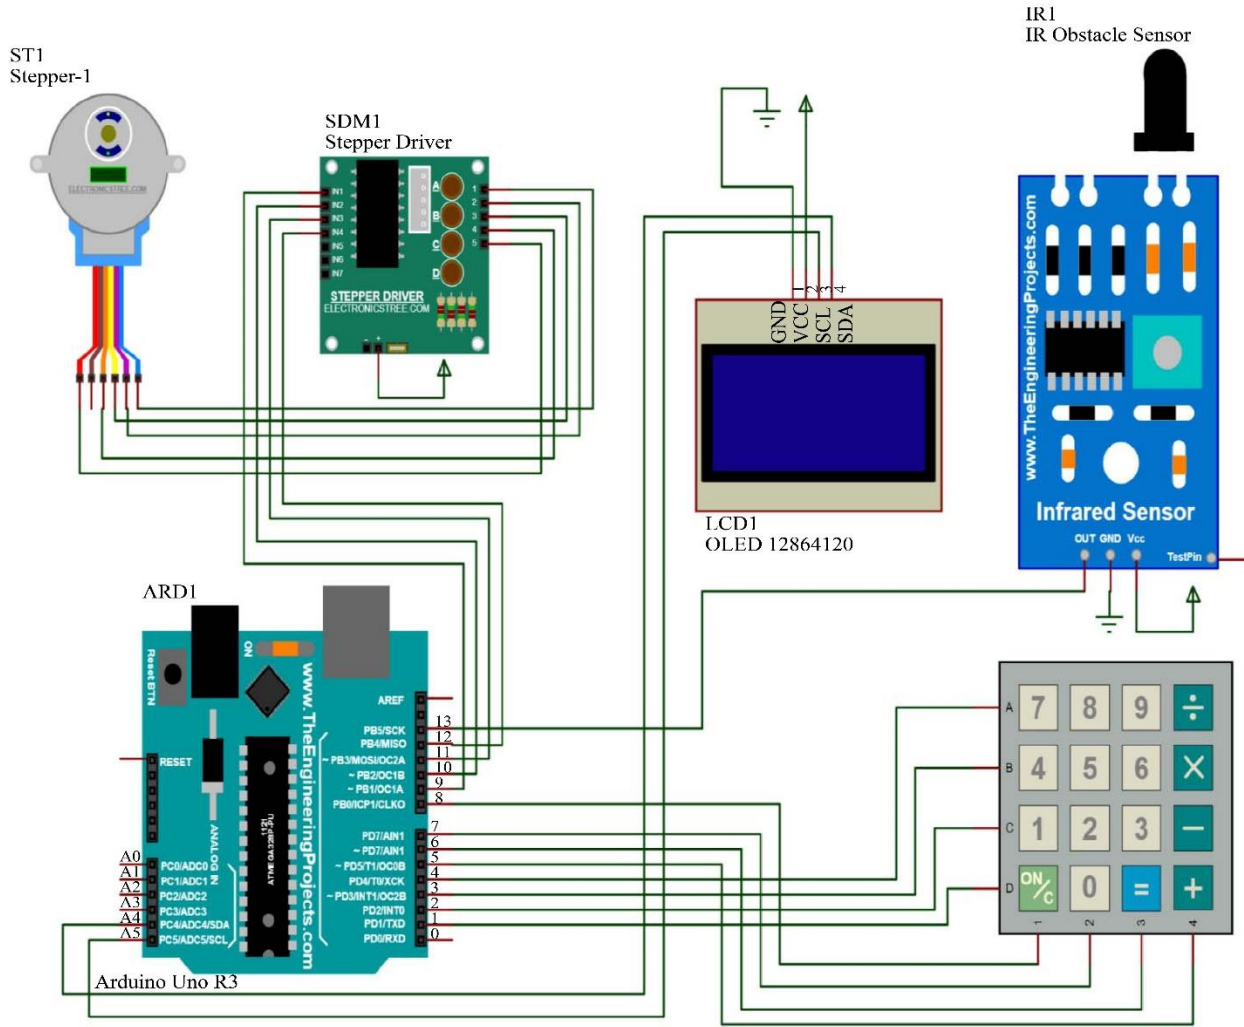 ST1
Stepper-1
ELECTRONICSTREE.COM
SDM1
Stepper Driver
IN1
IN2
IN3
IN4
IN5
IN6
IN7
A
B
C
D
1
2
3
4
5
STEPPER DRIVER
ELECTRONICSTREE.COM
- +
GND
VCC
SCL
SDA
1
2
3
4
LCD1
OLED 12864120
IR1
IR Obstacle Sensor
www.TheEngineeringProjects.com
Infrared Sensor
OUT GND Vcc
TestPin
ARD1
Reset BTN
ON
www.TheEngineeringProjects.com
AREF
PB5/SCK 13
PB4/MISO 12
~ PB3/MOSI/OC2A 11
~ PB2/OC1B 10
~ PB1/OC1A 9
PB0/ICP1/CLKO 8
PD7/AIN1 7
~ PD7/AIN1 6
~ PD5/T1/OC0B 5
PD4/T0/XCK 4
~ PD3/INT1/OC2B 3
PD2/INT0 2
PD1/TXD 1
PD0/RXD 0
RESET
ANALOG IN
ATMEGA328P-PU
1121
A0 PC0/ADC0
A1 PC1/ADC1
A2 PC2/ADC2
A3 PC3/ADC3
A4 PC4/ADC4/SDA
A5 PC5/ADC5/SCL
Arduino Uno R3
A 7 8 9 ÷
B 4 5 6 ×
C 1 2 3 −
D ON/C 0 = +
1 2 3 4